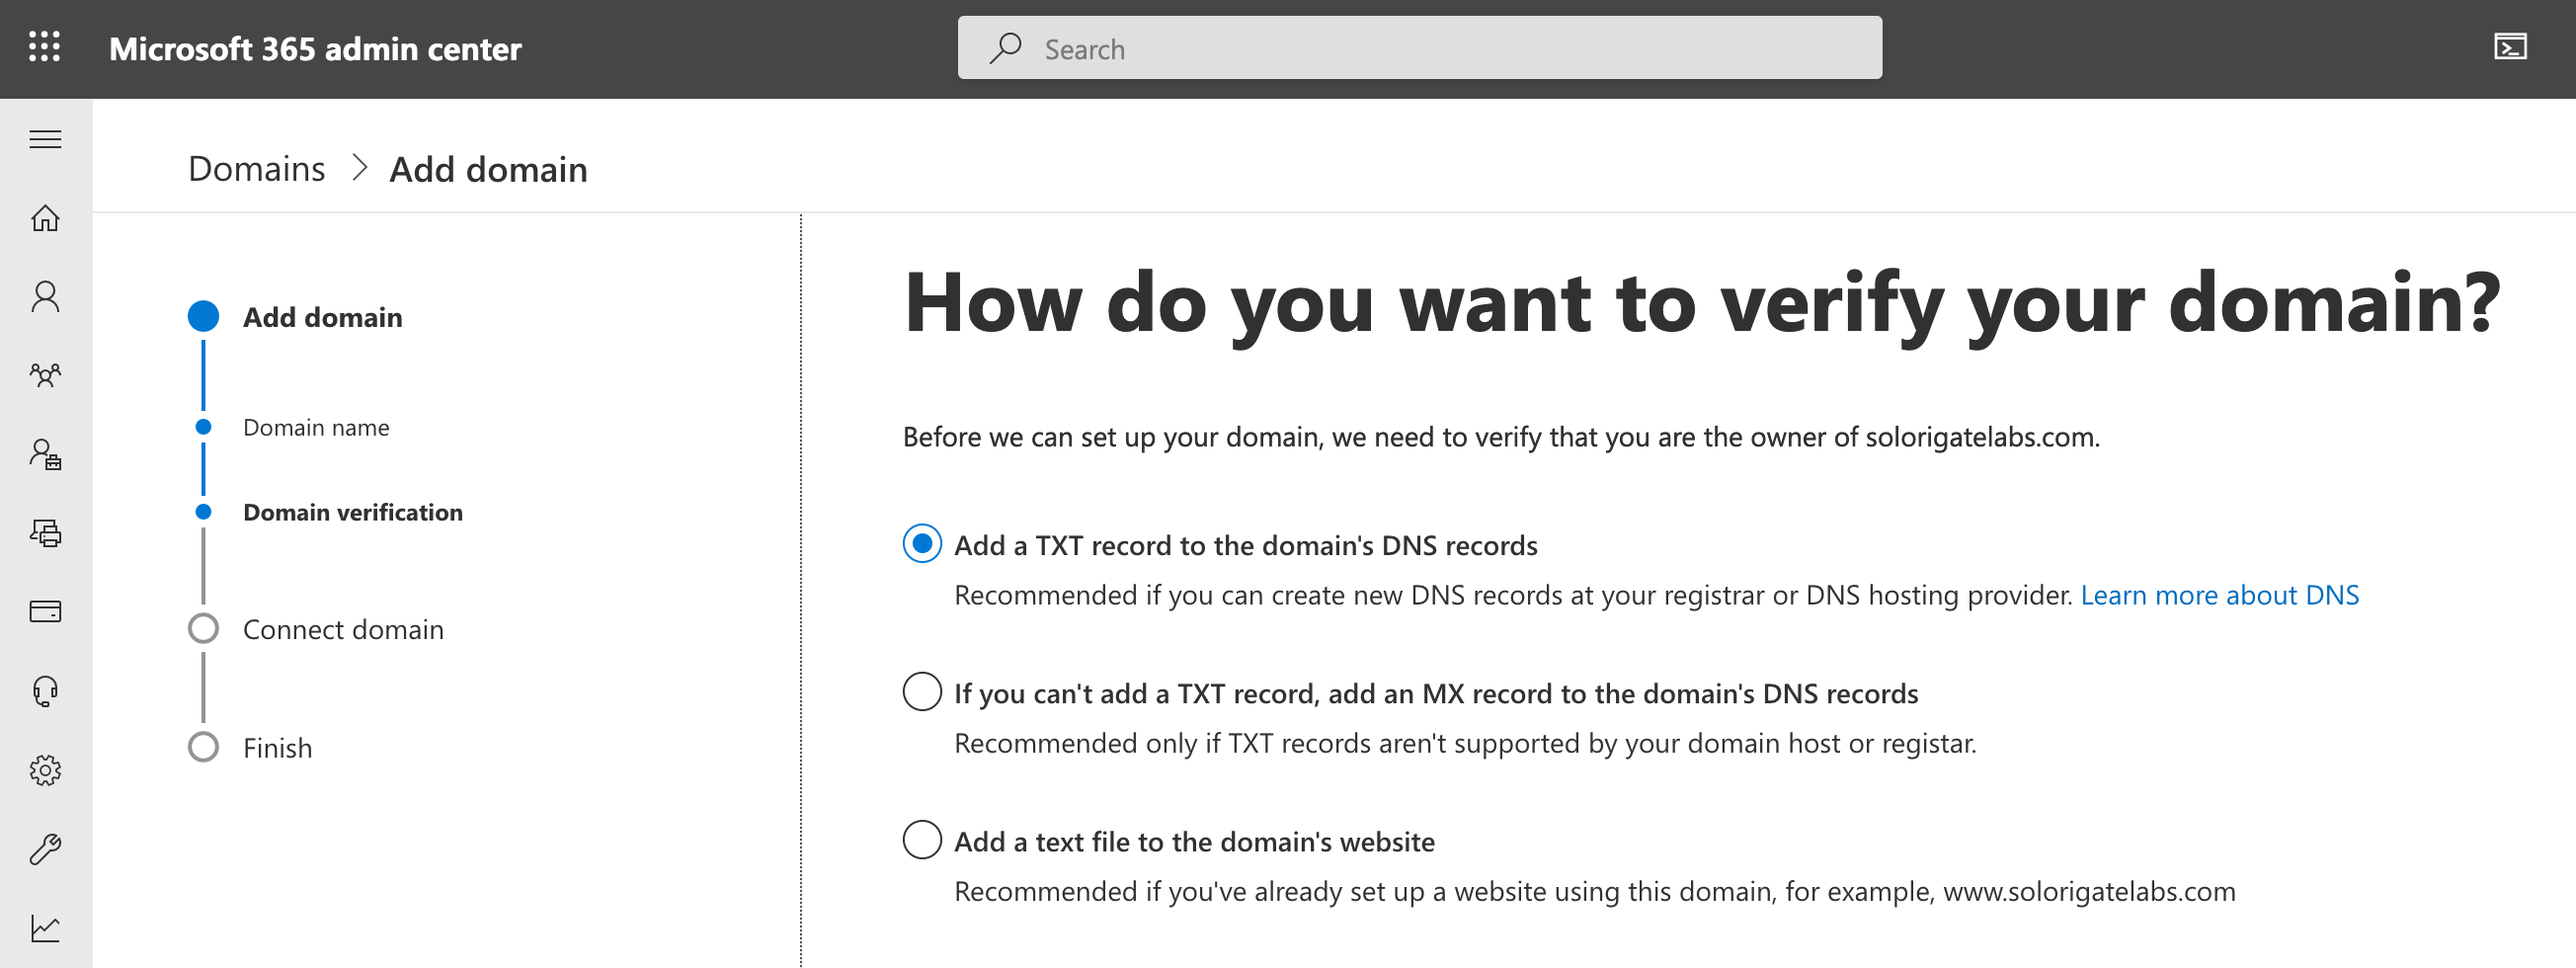 Microsoft 365 admin center
Search
Domains > Add domain
Add domain
Domain name
Domain verification
Connect domain
Finish
How do you want to verify your domain?
Before we can set up your domain, we need to verify that you are the owner of solorigatelabs.com.
Add a TXT record to the domain's DNS records
Recommended if you can create new DNS records at your registrar or DNS hosting provider. Learn more about DNS
If you can't add a TXT record, add an MX record to the domain's DNS records
Recommended only if TXT records aren't supported by your domain host or registar.
Add a text file to the domain's website
Recommended if you've already set up a website using this domain, for example, www.solorigatelabs.com